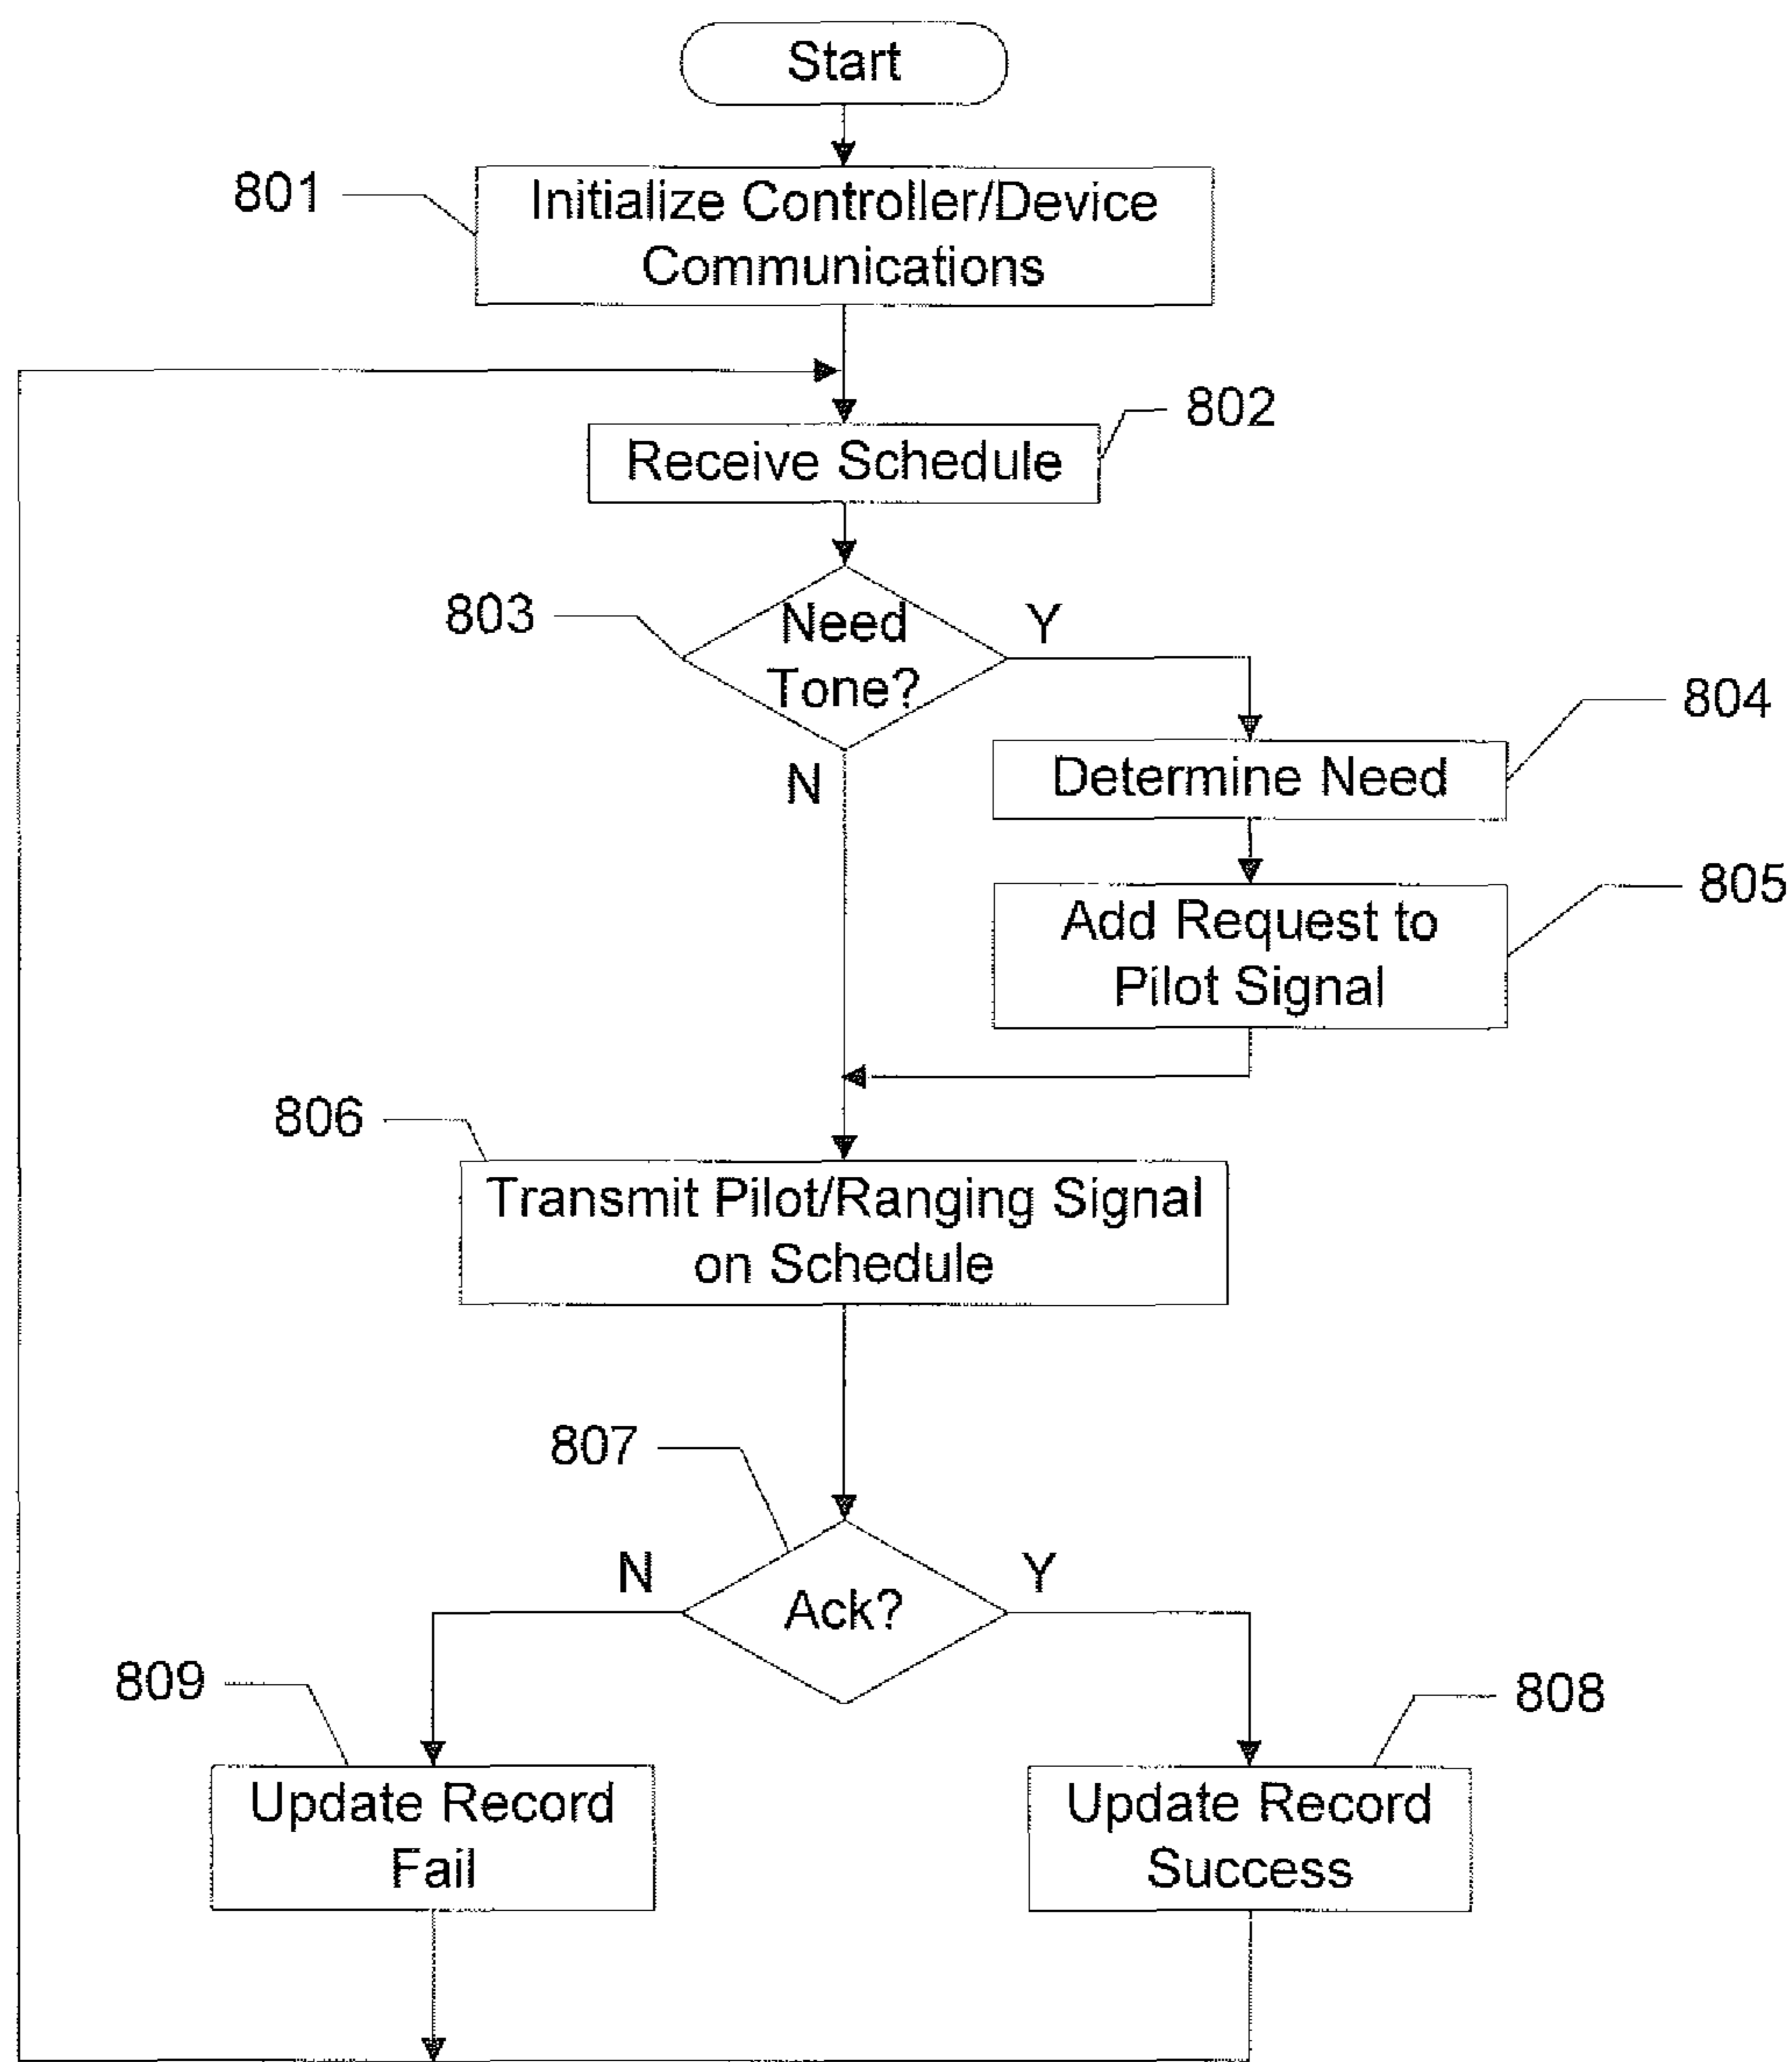 Start
801
Initialize Controller/Device
Communications
802
Receive Schedule
803
Need
Tone?
Y
N
804
Determine Need
805
Add Request to
Pilot Signal
806
Transmit Pilot/Ranging Signal
on Schedule
807
N
Ack?
Y
809
Update Record
Fail
808
Update Record
Success